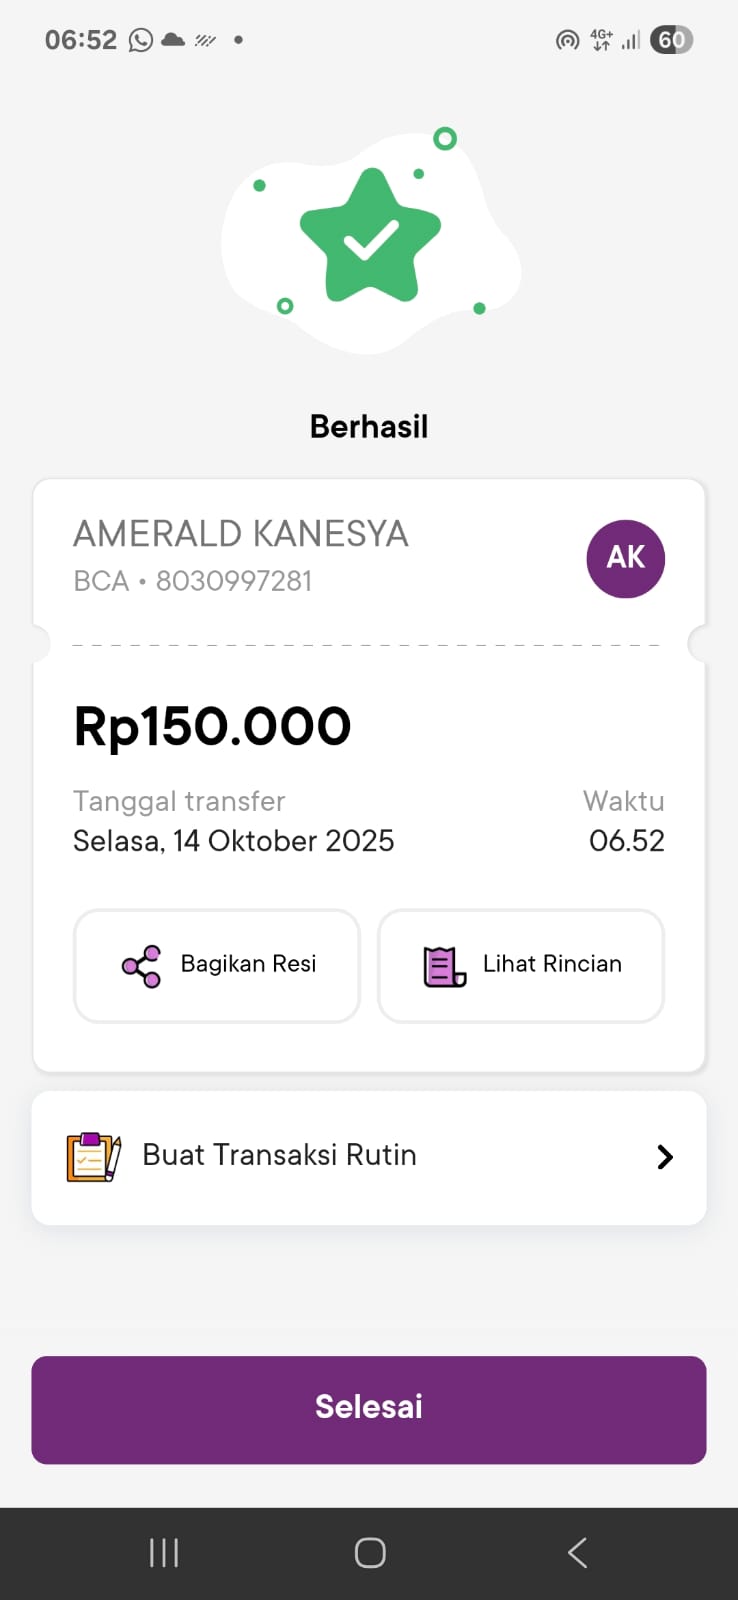 06:52
4G+
60
Berhasil
AMERALD KANESYA
AK
BCA • 8030997281
Rp150.000
Tanggal transfer
Waktu
Selasa, 14 Oktober 2025
06.52
Bagikan Resi
Lihat Rincian
Buat Transaksi Rutin
Selesai